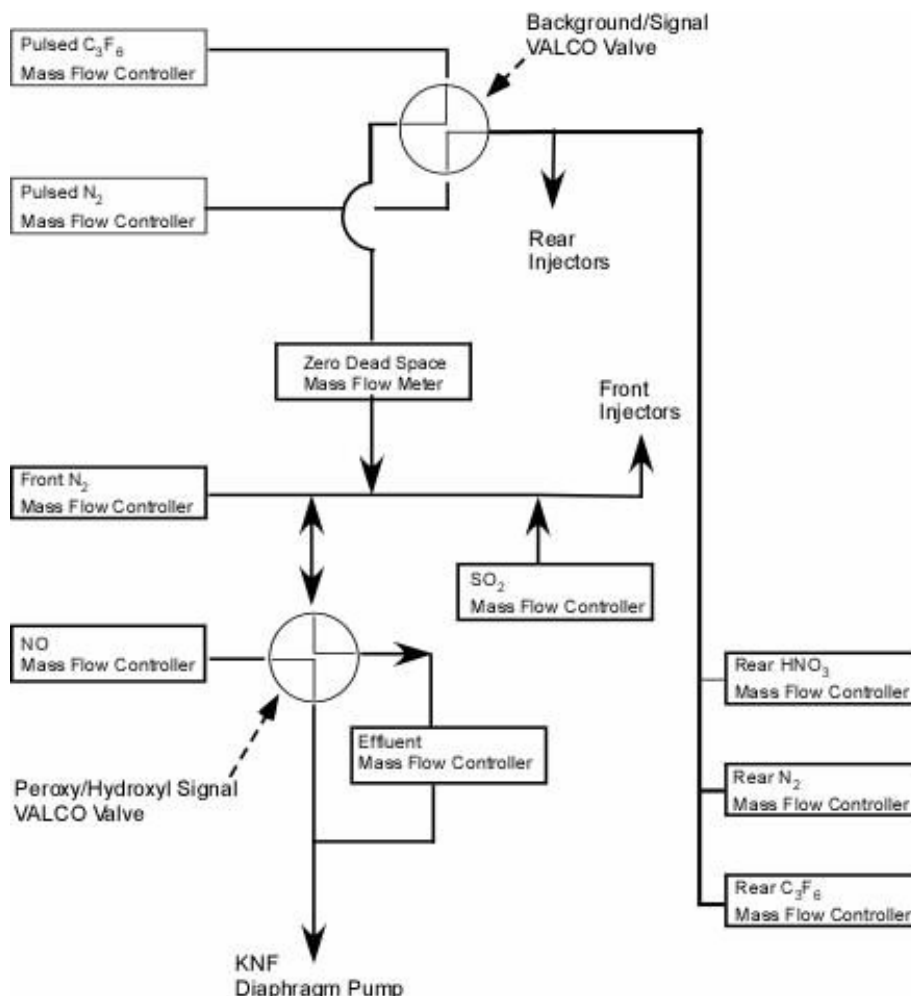 Background/Signal
VALCO Valve
Pulsed C₃F₆
Mass Flow Controller
Pulsed N₂
Mass Flow Controller
Rear
Injectors
Zero Dead Space
Mass Flow Meter
Front
Injectors
Front N₂
Mass Flow Controller
SO₂
Mass Flow Controller
NO
Mass Flow Controller
Rear HNO₃
Mass Flow Controller
Effluent
Mass Flow Controller
Peroxy/Hydroxyl Signal
VALCO Valve
Rear N₂
Mass Flow Controller
Rear C₃F₆
Mass Flow Controller
KNF
Diaphragm Pump